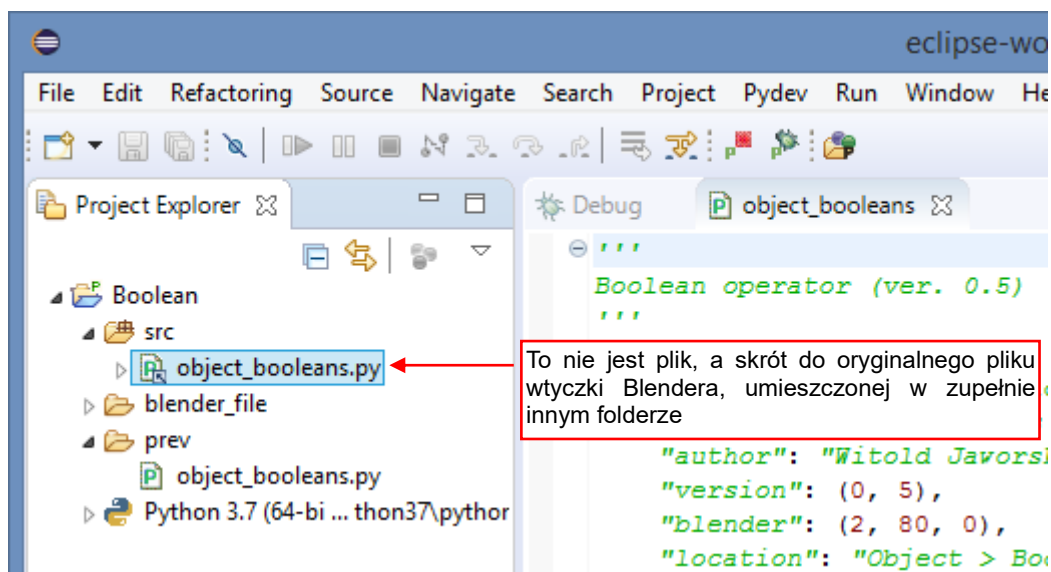 eclipse-wo
File Edit Refactoring Source Navigate Search Project Pydev Run Window He
Project Explorer
Debug
object_booleans
'''
Boolean operator (ver. 0.5)
'''
Boolean
src
object_booleans.py
blender_file
prev
object_booleans.py
Python 3.7 (64-bi ... thon37\pythor
To nie jest plik, a skrót do oryginalnego pliku
wtyczki Blendera, umieszczonej w zupełnie
innym folderze
"author": "Witold Jawors
"version": (0, 5),
"blender": (2, 80, 0),
"location": "Object > Boo